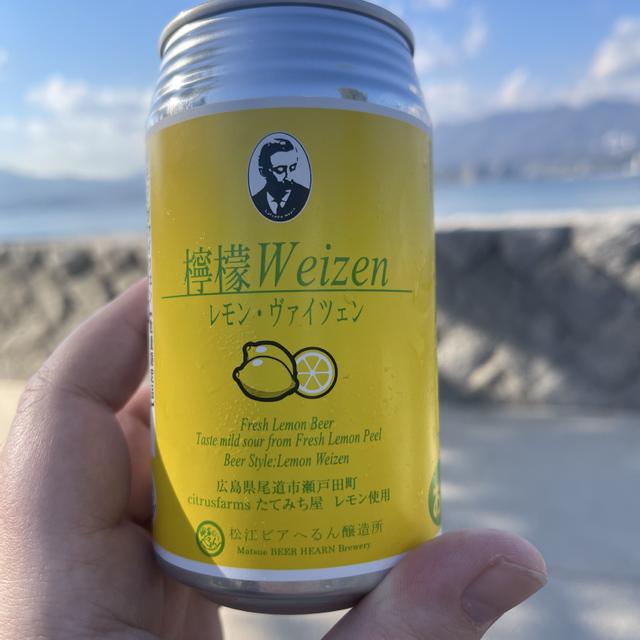 檸檬Weizen
レモン・ヴァイツェン
Fresh Lemon Beer
Taste mild sour from Fresh Lemon Peel
Beer Style:Lemon Weizen
広島県尾道市瀬戸田町
citrusfarms たてみち屋 レモン使用
松江ビアへるん醸造所
Matsue BEER HEARN Brewery